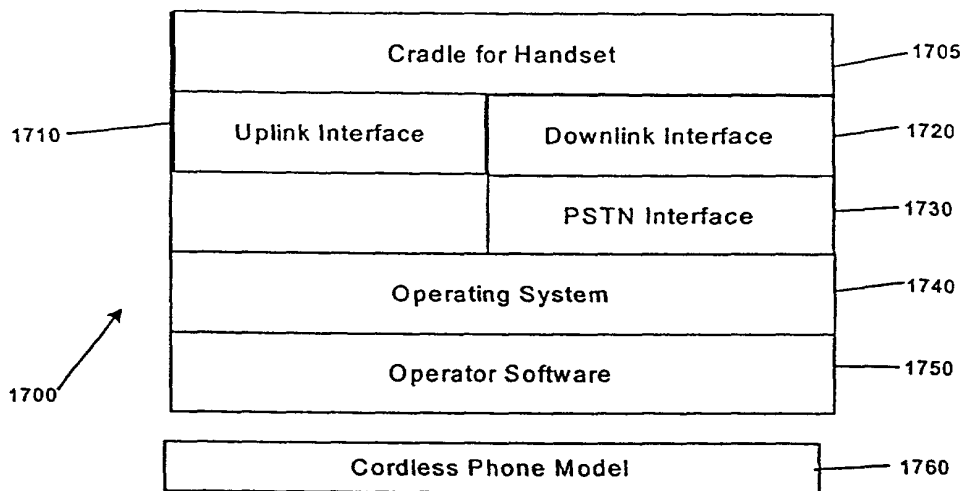 Cradle for Handset
1705
1710
Uplink Interface
Downlink Interface
1720
PSTN Interface
1730
Operating System
1740
Operator Software
1750
1700
Cordless Phone Model
1760